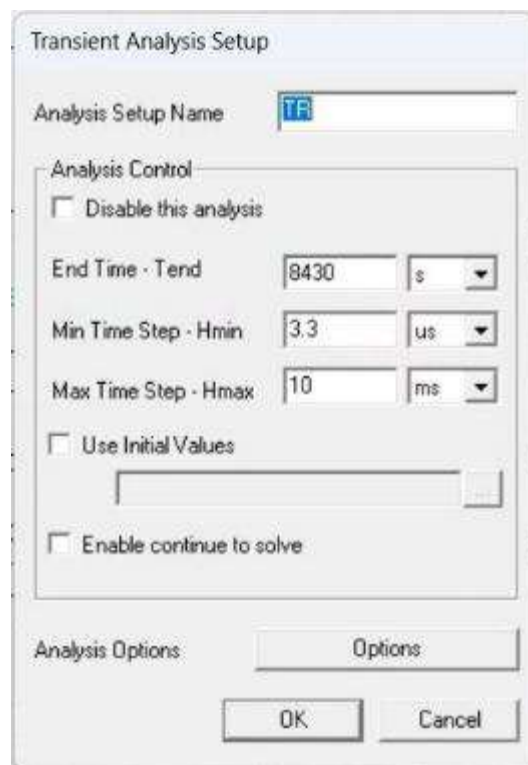 Transient Analysis Setup
Analysis Setup Name TR
Analysis Control
Disable this analysis
End Time - Tend 8430 s
Min Time Step - Hmin 3.3 us
Max Time Step - Hmax 10 ms
Use Initial Values
...
Enable continue to solve
Analysis Options Options
OK Cancel